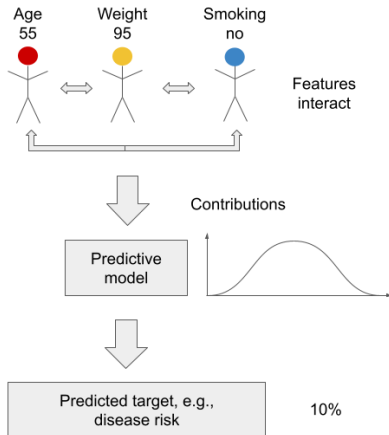 Age
55
Weight
95
Smoking
no
Features
interact
Contributions
Predictive
model
Predicted target, e.g.,
disease risk
10%